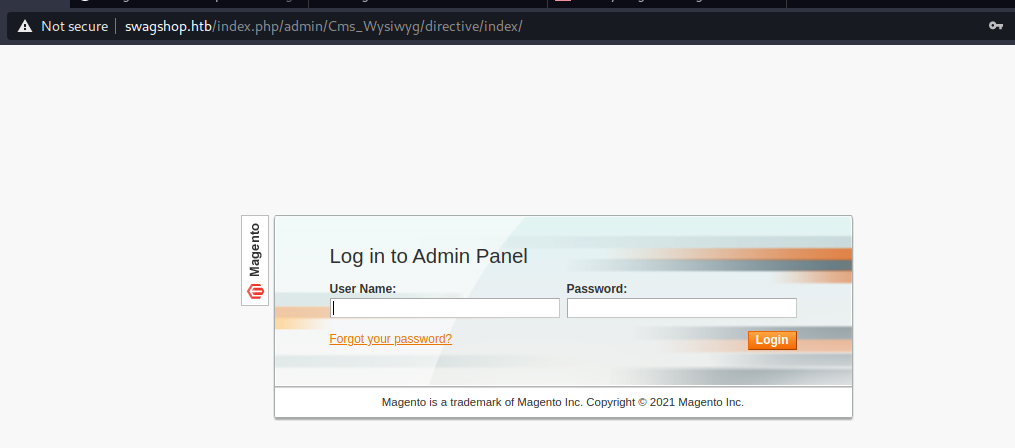 Not secure swagshop.htb/index.php/admin/Cms_Wysiwyg/directive/index/
Magento
Log in to Admin Panel
User Name: Password:
Forgot your password? Login
Magento is a trademark of Magento Inc. Copyright © 2021 Magento Inc.